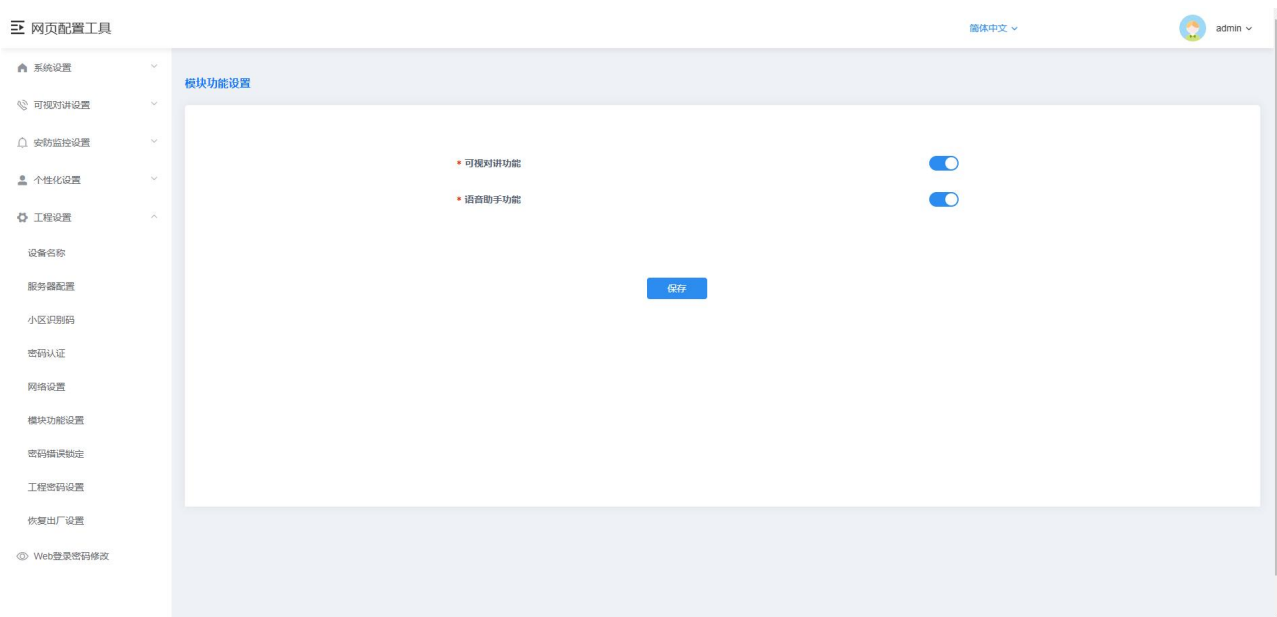 网页配置工具
简体中文
admin
系统设置
可视对讲设置
安防监控设置
个性化设置
工程设置
设备名称
服务器配置
小区识别码
密码认证
网络设置
模块功能设置
密码错误锁定
工程密码设置
恢复出厂设置
Web登录密码修改
模块功能设置
* 可视对讲功能
* 语音助手功能
保存